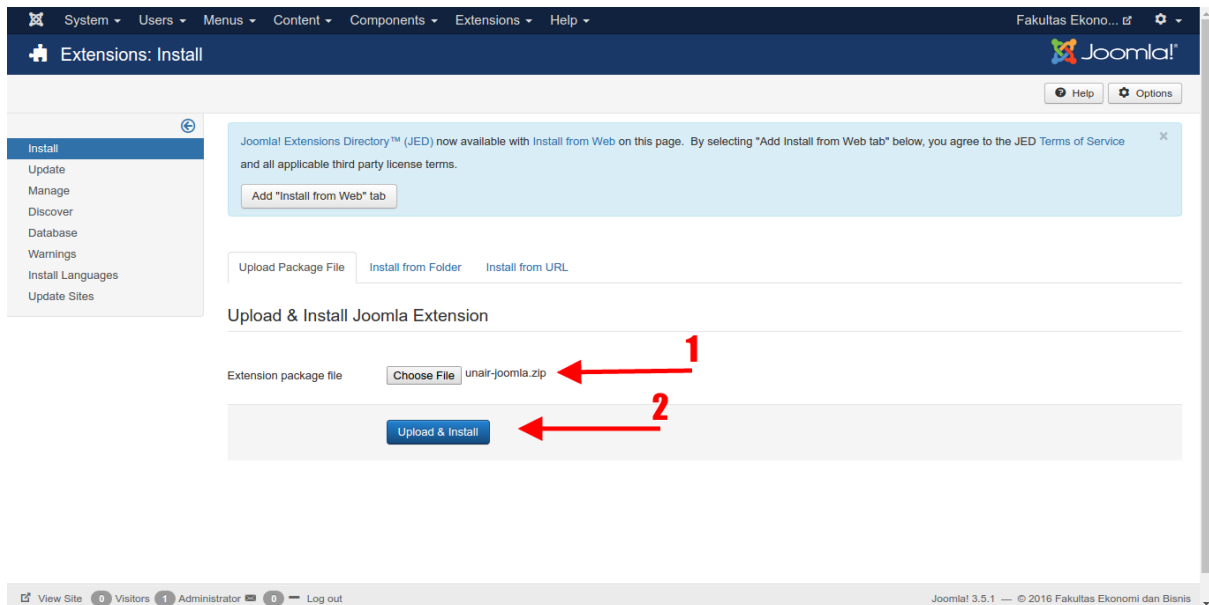 System Users Menus Content Components Extensions Help Fakultas Ekono...
Extensions: Install Joomla!®
Help Options
Install
Update
Manage
Discover
Database
Warnings
Install Languages
Update Sites
Joomla! Extensions Directory™ (JED) now available with Install from Web on this page. By selecting "Add Install from Web tab" below, you agree to the JED Terms of Service ×
and all applicable third party license terms.
Add "Install from Web" tab
Upload Package File Install from Folder Install from URL
Upload & Install Joomla Extension
1
Extension package file Choose File unair-joomla.zip
2
Upload & Install
View Site 0 Visitors 1 Administrator 0 Log out Joomla! 3.5.1 — © 2016 Fakultas Ekonomi dan Bisnis